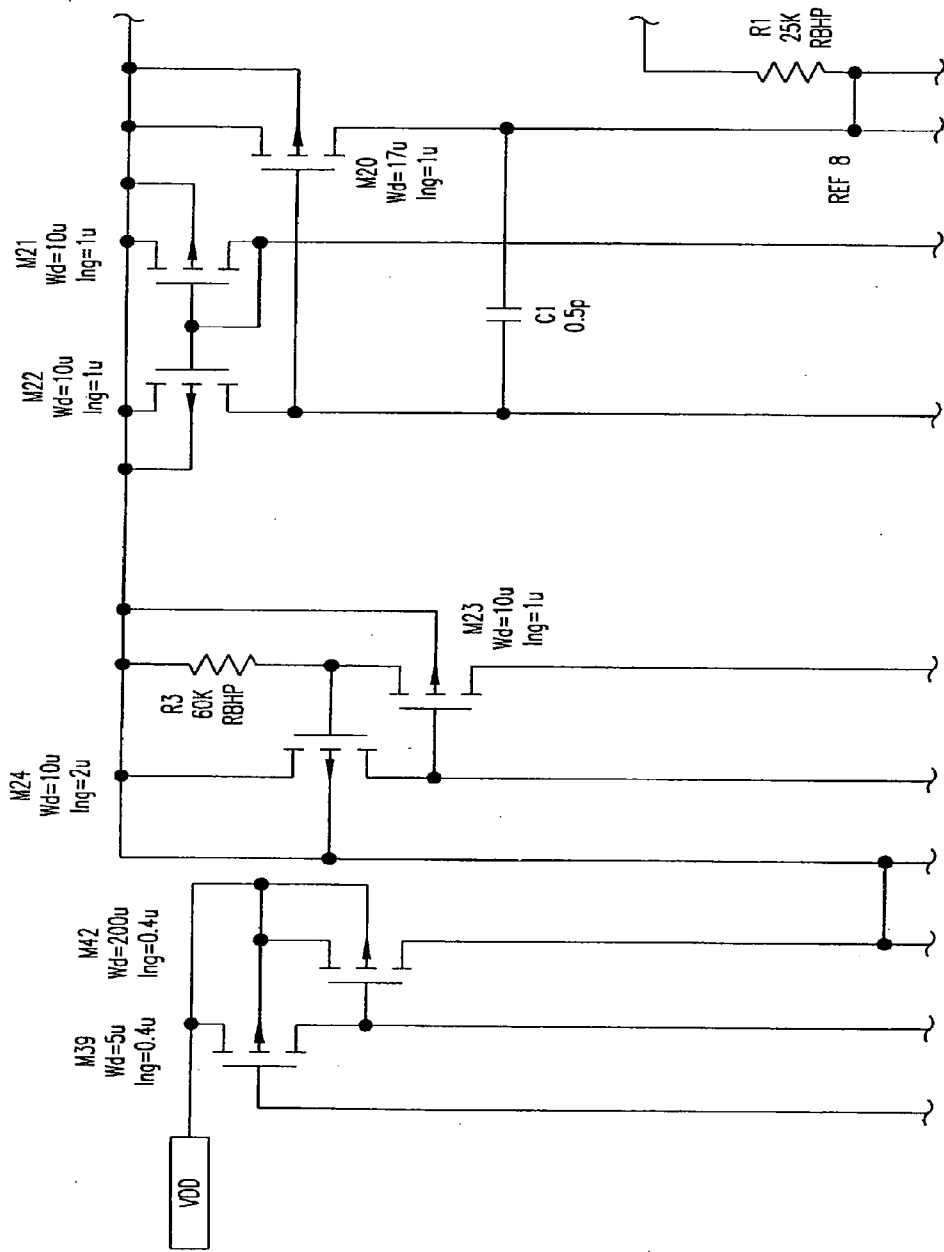 VDD
M39
Wd=5u
lng=0.4u
M42
Wd=200u
lng=0.4u
M24
Wd=10u
lng=2u
R3
60K
RBHP
M23
Wd=10u
lng=1u
M22
Wd=10u
lng=1u
M21
Wd=10u
lng=1u
M20
Wd=17u
lng=1u
C1
0.5p
REF 8
R1
25K
RBHP